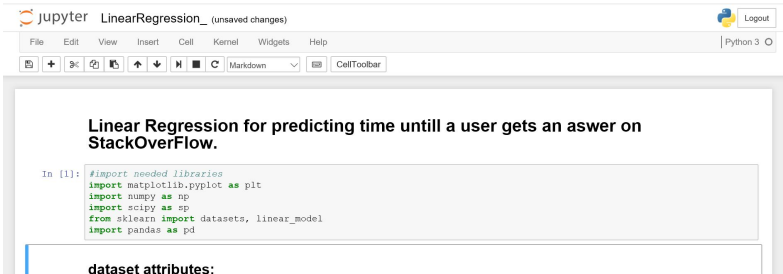 jupyter LinearRegression_ (unsaved changes)
Logout
File Edit View Insert Cell Kernel Widgets Help
Python 3
Markdown
CellToolbar
Linear Regression for predicting time untill a user gets an aswer on
StackOverFlow.
In [1]: #import needed libraries
import matplotlib.pyplot as plt
import numpy as np
import scipy as sp
from sklearn import datasets, linear_model
import pandas as pd
dataset attributes: